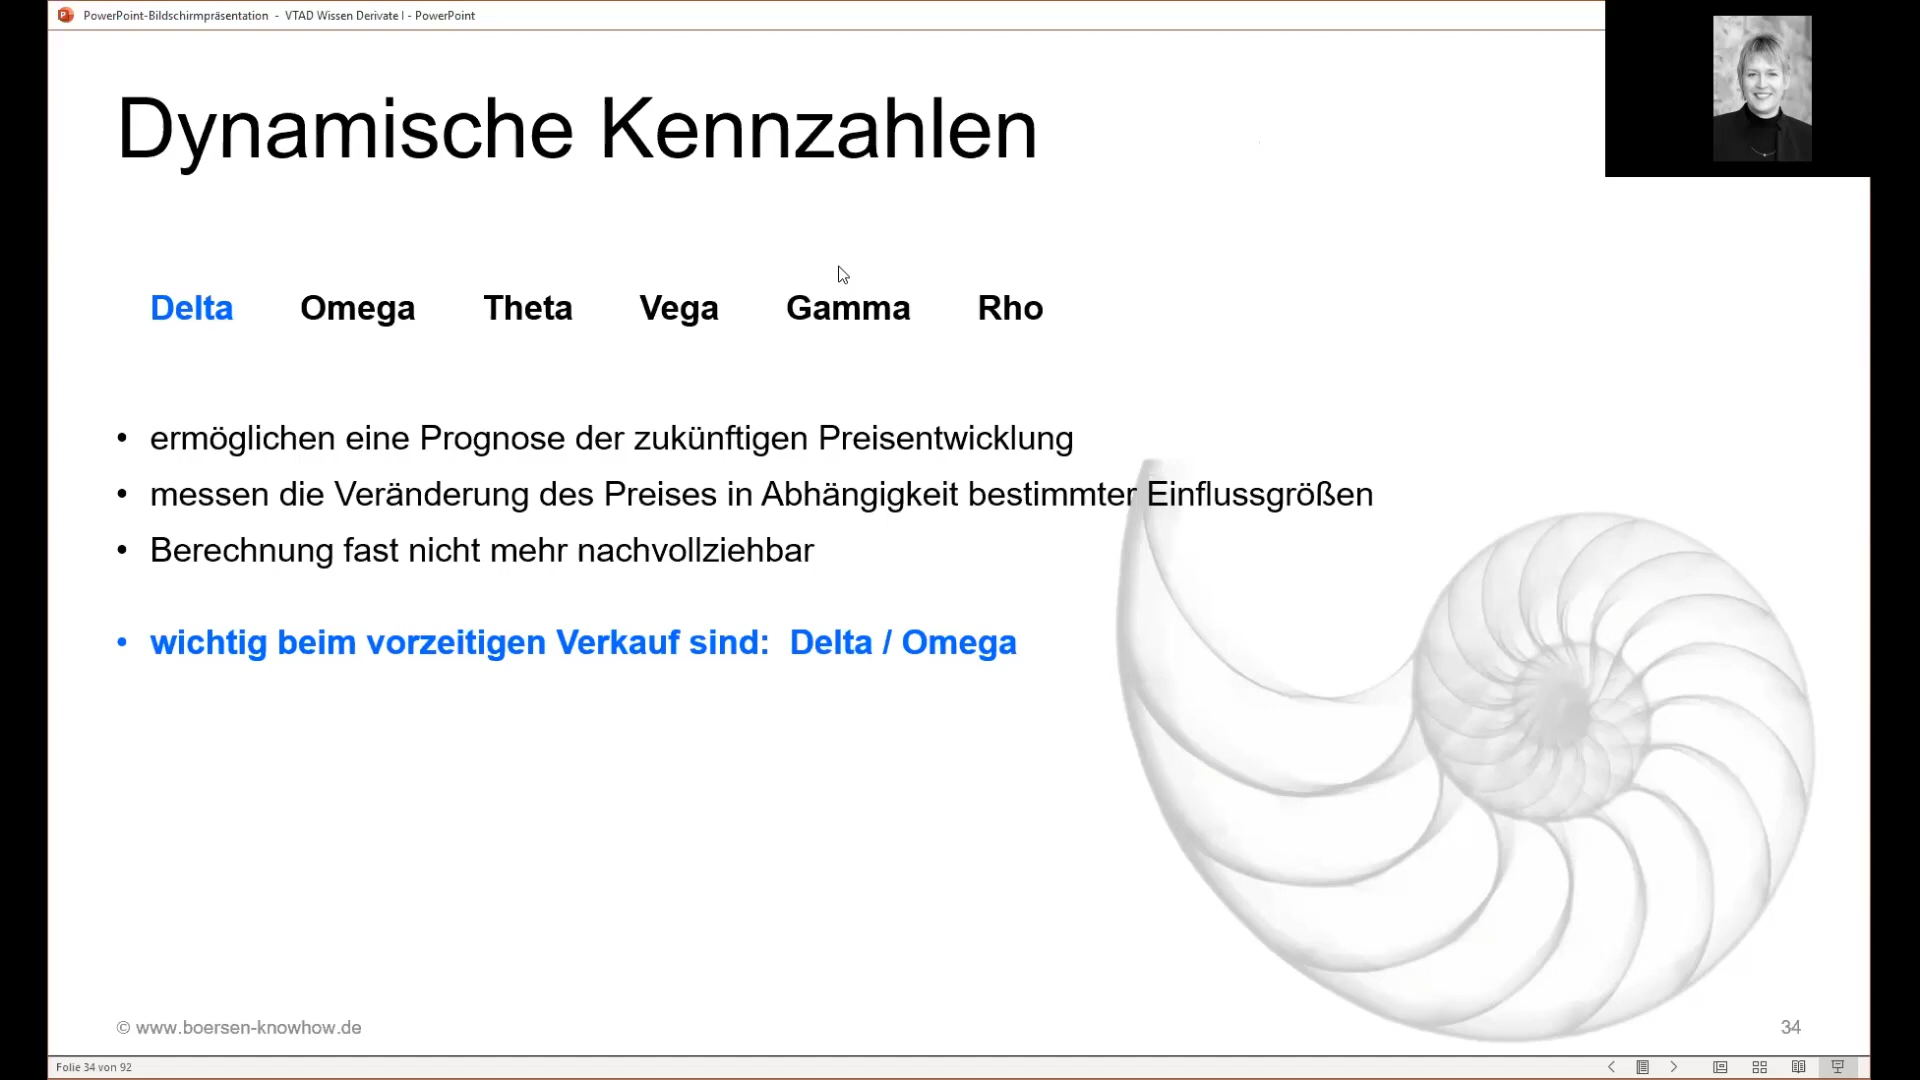 PowerPoint-Bildschirmpräsentation - VTAD Wissen Derivate I - PowerPoint
Dynamische Kennzahlen
Delta Omega Theta Vega Gamma Rho
• ermöglichen eine Prognose der zukünftigen Preisentwicklung
• messen die Veränderung des Preises in Abhängigkeit bestimmter Einflussgrößen
• Berechnung fast nicht mehr nachvollziehbar
• wichtig beim vorzeitigen Verkauf sind: Delta / Omega
© www.boersen-knowhow.de
34
Folie 34 von 92